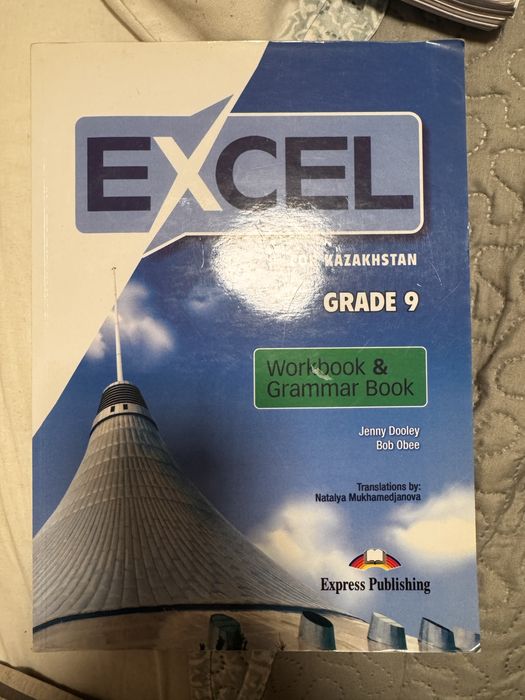 EXCEL
KAZAKHSTAN
GRADE 9
Workbook &
Grammar Book
Jenny Dooley
Bob Obee
Translations by:
Natalya Mukhamedjanova
Express Publishing